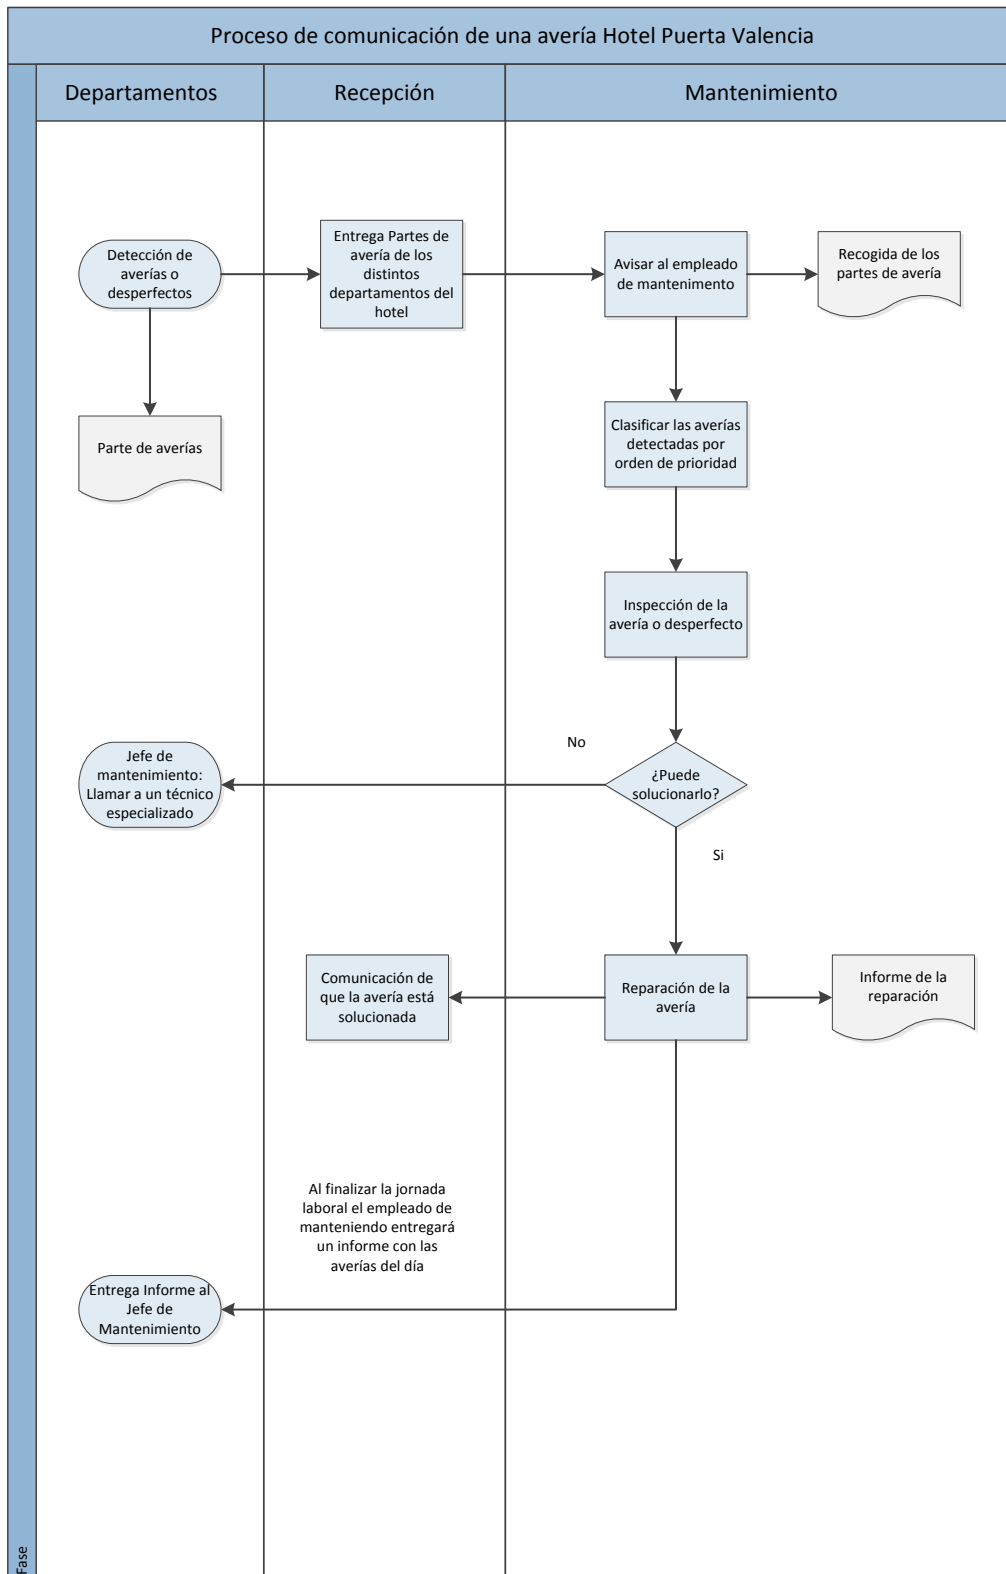 Proceso de comunicación de una avería Hotel Puerta Valencia
Departamentos
Recepción
Mantenimiento
Detección de
averías o
desperfectos
Entrega Partes de
avería de los
distintos
departamentos del
hotel
Avisar al empleado
de mantenimento
Recogida de los
partes de avería
Parte de averías
Clasificar las averías
detectadas por
orden de prioridad
Inspección de la
avería o desperfecto
No
¿Puede
solucionarlo?
Jefe de
mantenimiento:
Llamar a un técnico
especializado
Si
Comunicación de
que la avería está
solucionada
Reparación de la
avería
Informe de la
reparación
Al finalizar la jornada
laboral el empleado de
manteniendo entregará
un informe con las
averías del día
Entrega Informe al
Jefe de
Mantenimiento
Fase